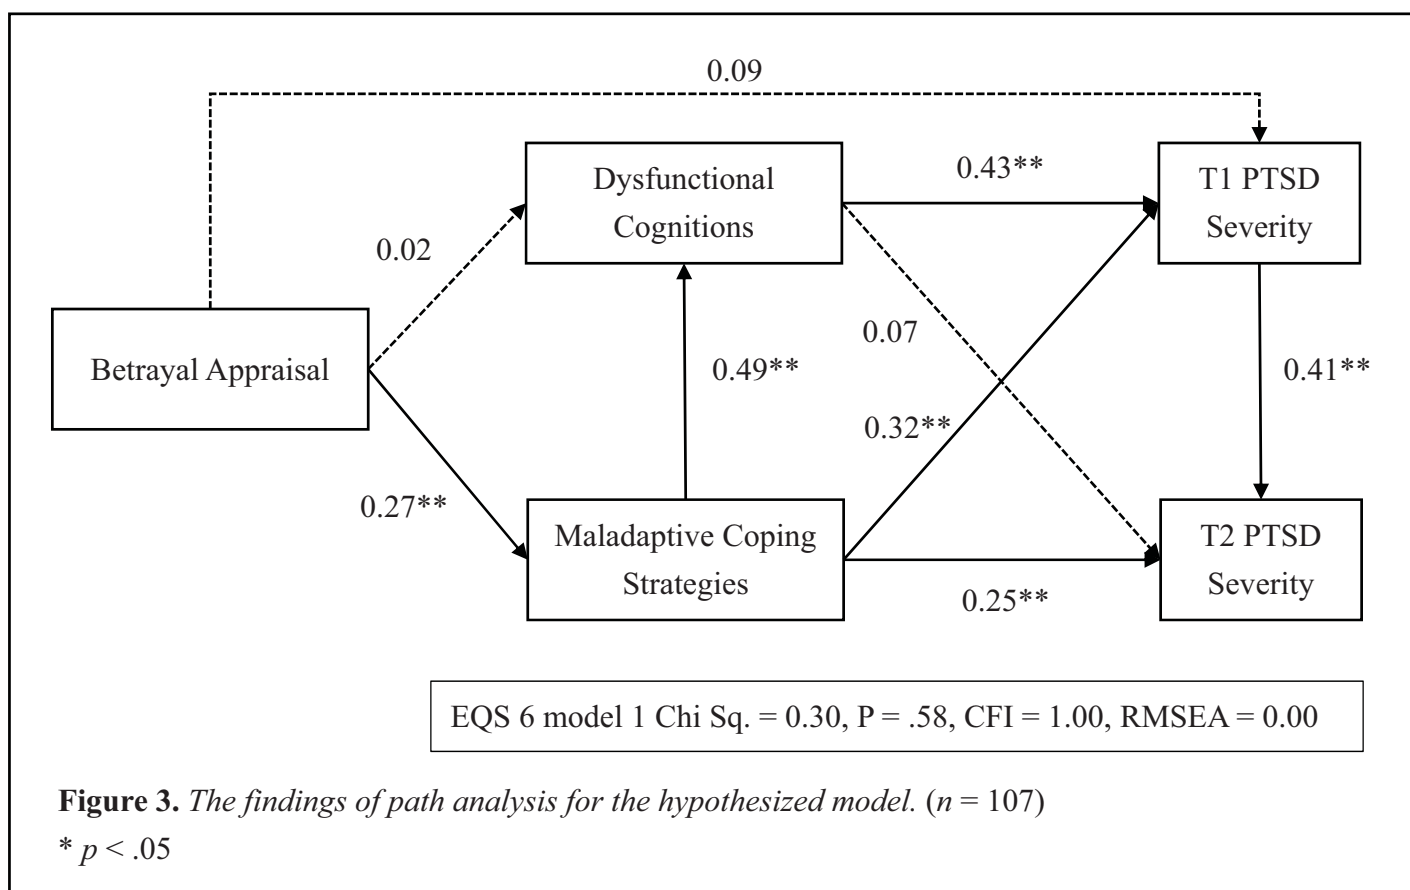 0.09
Dysfunctional
Cognitions
0.43**
T1 PTSD
Severity
0.02
Betrayal Appraisal
0.49**
0.07
0.41**
0.32**
0.27**
Maladaptive Coping
Strategies
0.25**
T2 PTSD
Severity
EQS 6 model 1 Chi Sq. = 0.30, P = .58, CFI = 1.00, RMSEA = 0.00
Figure 3. The findings of path analysis for the hypothesized model. (n = 107)
* p < .05